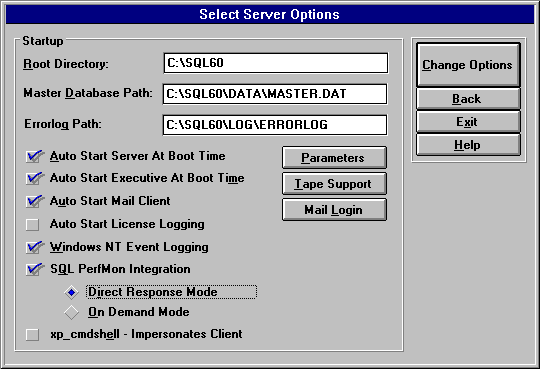 Select Server Options
Startup
Root Directory: C:\SQL60
Master Database Path: C:\SQL60\DATA\MASTER.DAT
Errorlog Path: C:\SQL60\LOG\ERRORLOG
Auto Start Server At Boot Time
Auto Start Executive At Boot Time
Auto Start Mail Client
Auto Start License Logging
Windows NT Event Logging
SQL PerfMon Integration
Direct Response Mode
On Demand Mode
xp_cmdshell - Impersonates Client
Parameters
Tape Support
Mail Login
Change Options
Back
Exit
Help